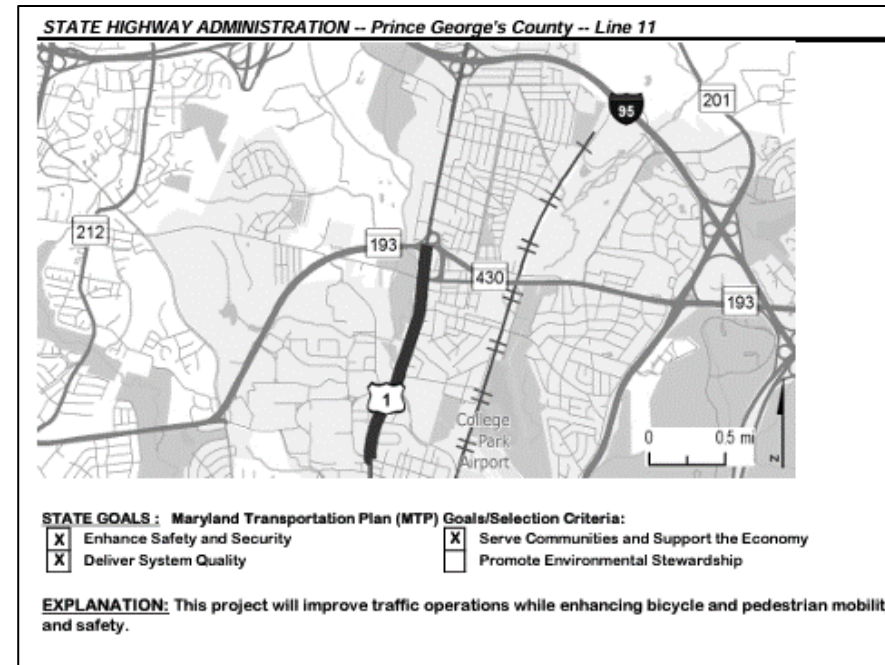 STATE HIGHWAY ADMINISTRATION -- Prince George's County -- Line 11
95
201
212
193
430
193
1
College
Park
Airport
0 0.5 mi
N
STATE GOALS : Maryland Transportation Plan (MTP) Goals/Selection Criteria:
X Enhance Safety and Security X Serve Communities and Support the Economy
X Deliver System Quality Promote Environmental Stewardship
EXPLANATION: This project will improve traffic operations while enhancing bicycle and pedestrian mobilit
and safety.